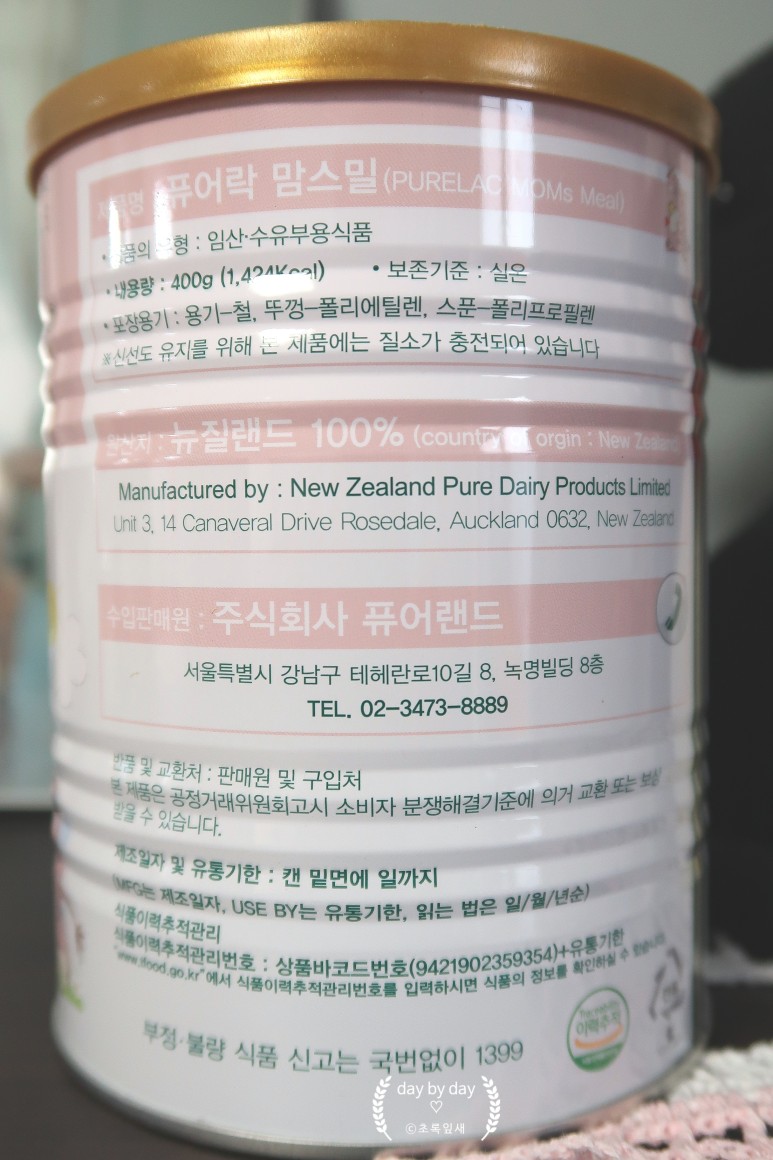 제품명 : 퓨어락 맘스밀(PURELAC MOMs Meal)
•식품의 유형 : 임산·수유부용식품
•내용량 : 400g (1,424Kcal) •보존기준 : 실온
•포장용기 : 용기–철, 뚜껑–폴리에틸렌, 스푼–폴리프로필렌
※신선도 유지를 위해 본 제품에는 질소가 충전되어 있습니다
원산지 : 뉴질랜드 100% (country of orgin : New Zealand)
Manufactured by : New Zealand Pure Dairy Products Limited
Unit 3, 14 Canaveral Drive Rosedale, Auckland 0632, New Zealand
수입판매원 : 주식회사 퓨어랜드
서울특별시 강남구 테헤란로10길 8, 녹명빌딩 8층
TEL. 02–3473–8889
반품 및 교환처 : 판매원 및 구입처
본 제품은 공정거래위원회고시 소비자 분쟁해결기준에 의거 교환 또는 보상
받을 수 있습니다.
제조일자 및 유통기한 : 캔 밑면에 일까지
(MFG는 제조일자, USE BY는 유통기한, 읽는 법은 일/월/년순)
식품이력추적관리
식품이력추적관리번호 : 상품바코드번호(9421902359354)+유통기한
"www.tfood.go.kr"에서 식품이력추적관리번호를 입력하시면 식품의 정보를 확인하실 수 있습니다
이력추적
부정·불량 식품 신고는 국번없이 1399
day by day
©초록잎새